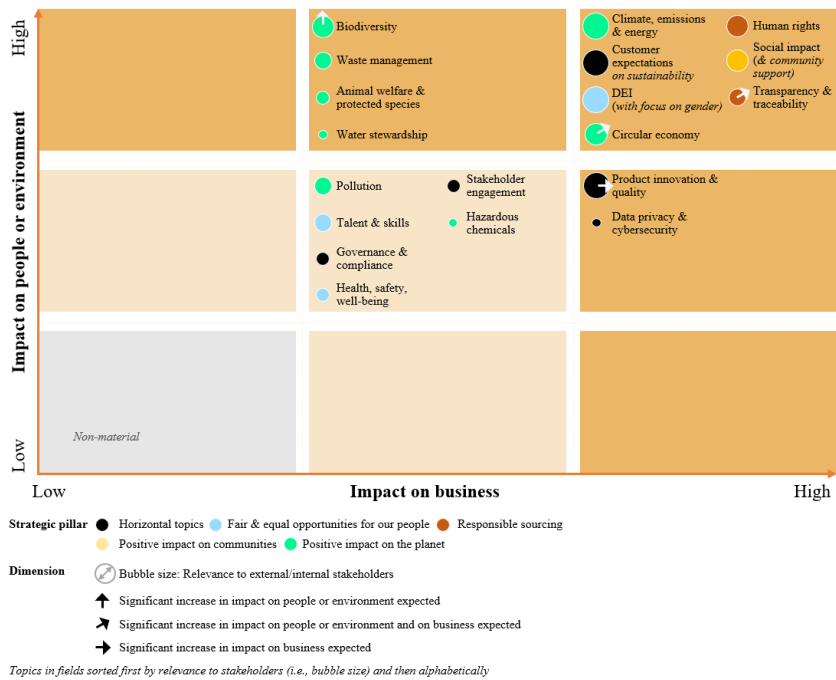 Impact on people or environment
High
Low
Biodiversity
Waste management
Animal welfare &
protected species
Water stewardship
Climate, emissions
& energy
Customer
expectations
on sustainability
DEI
(with focus on gender)
Circular economy
Human rights
Social impact
(& community
support)
Transparency &
traceability
Pollution
Talent & skills
Governance &
compliance
Health, safety,
well-being
Stakeholder
engagement
Hazardous
chemicals
Product innovation &
quality
Data privacy &
cybersecurity
Non-material
Low
Impact on business
High
Strategic pillar
Horizontal topics
Fair & equal opportunities for our people
Responsible sourcing
Positive impact on communities
Positive impact on the planet
Dimension
Bubble size: Relevance to external/internal stakeholders
Significant increase in impact on people or environment expected
Significant increase in impact on people or environment and on business expected
Significant increase in impact on business expected
Topics in fields sorted first by relevance to stakeholders (i.e., bubble size) and then alphabetically